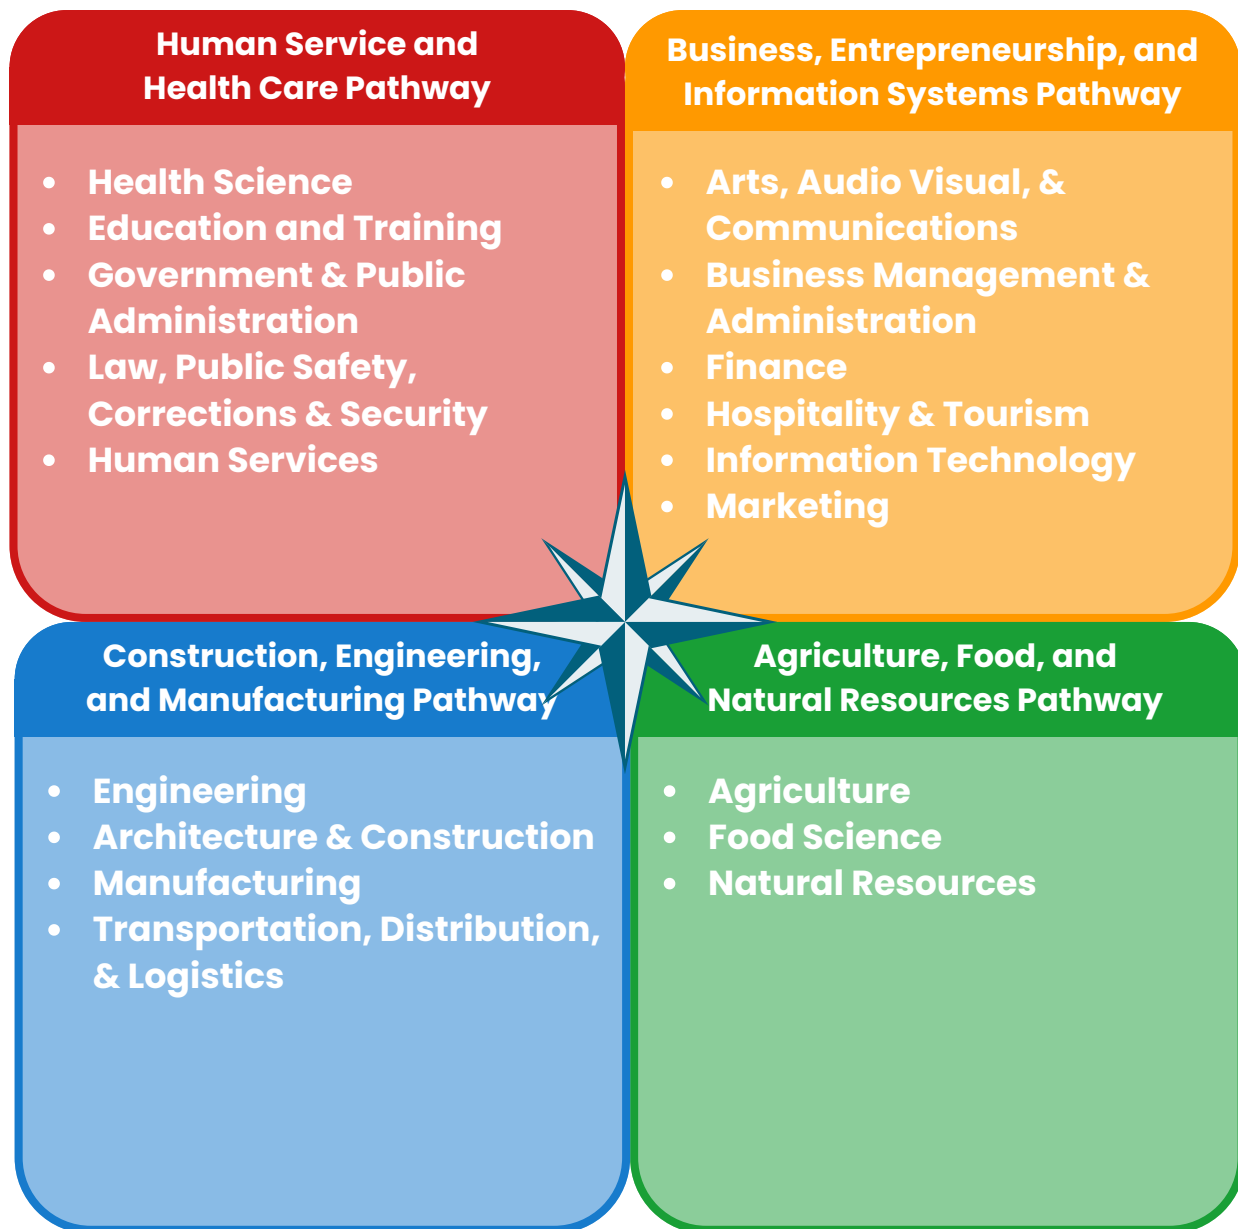 Human Service and
Health Care Pathway
• Health Science
• Education and Training
• Government & Public
Administration
• Law, Public Safety,
Corrections & Security
• Human Services
Business, Entrepreneurship, and
Information Systems Pathway
• Arts, Audio Visual, &
Communications
• Business Management &
Administration
• Finance
• Hospitality & Tourism
• Information Technology
• Marketing
Construction, Engineering,
and Manufacturing Pathway
• Engineering
• Architecture & Construction
• Manufacturing
• Transportation, Distribution,
& Logistics
Agriculture, Food, and
Natural Resources Pathway
• Agriculture
• Food Science
• Natural Resources